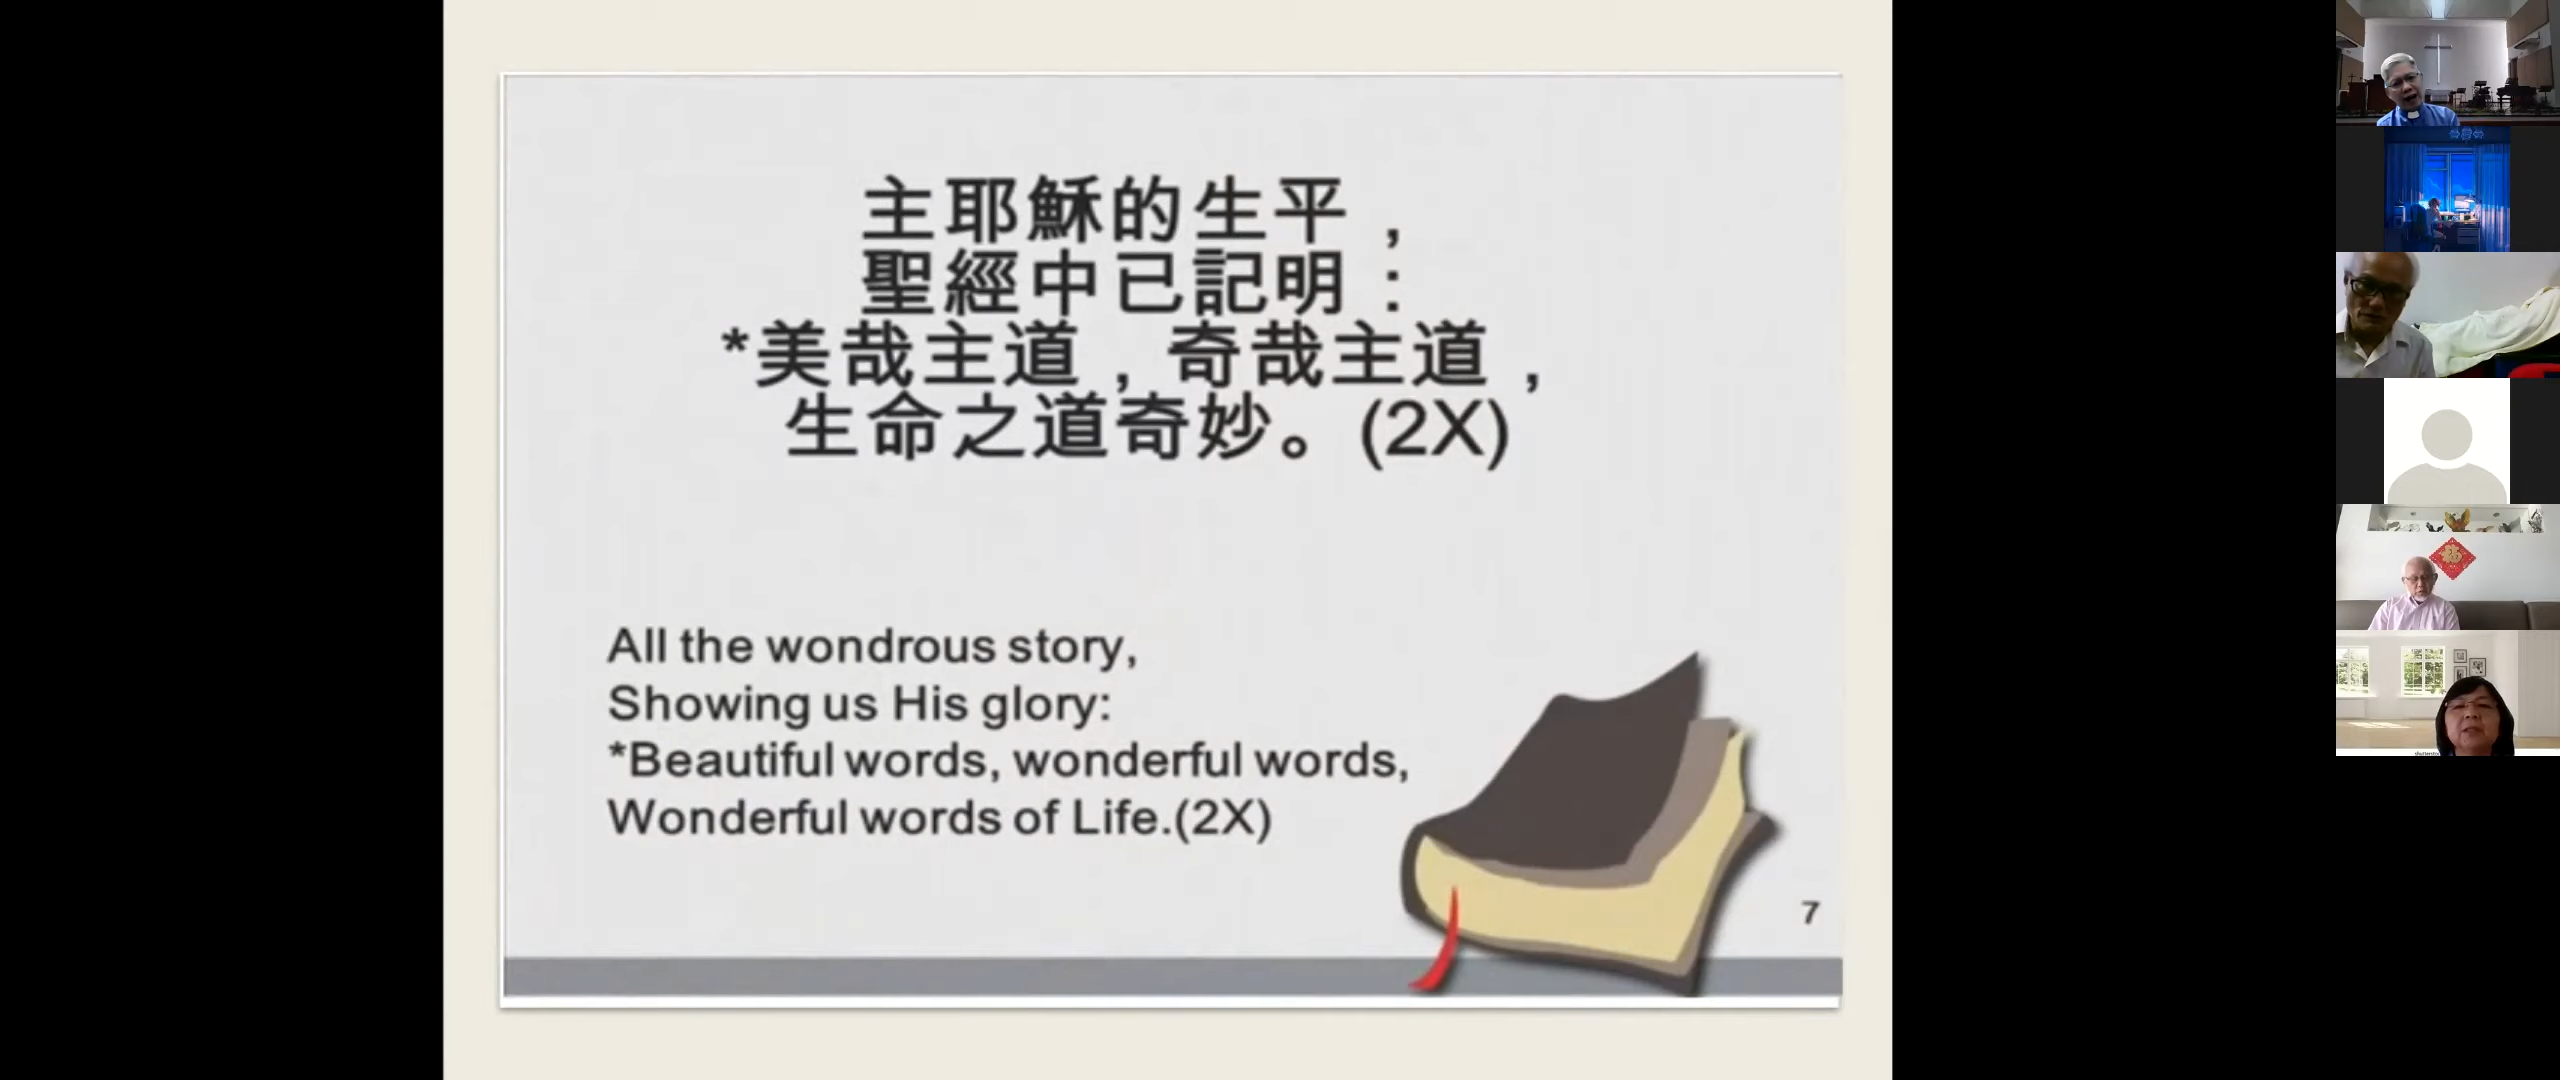 主耶穌的生平，
聖經中已記明：
*美哉主道，奇哉主道，
生命之道奇妙。(2X)
All the wondrous story,
Showing us His glory:
*Beautiful words, wonderful words,
Wonderful words of Life.(2X)
7
福